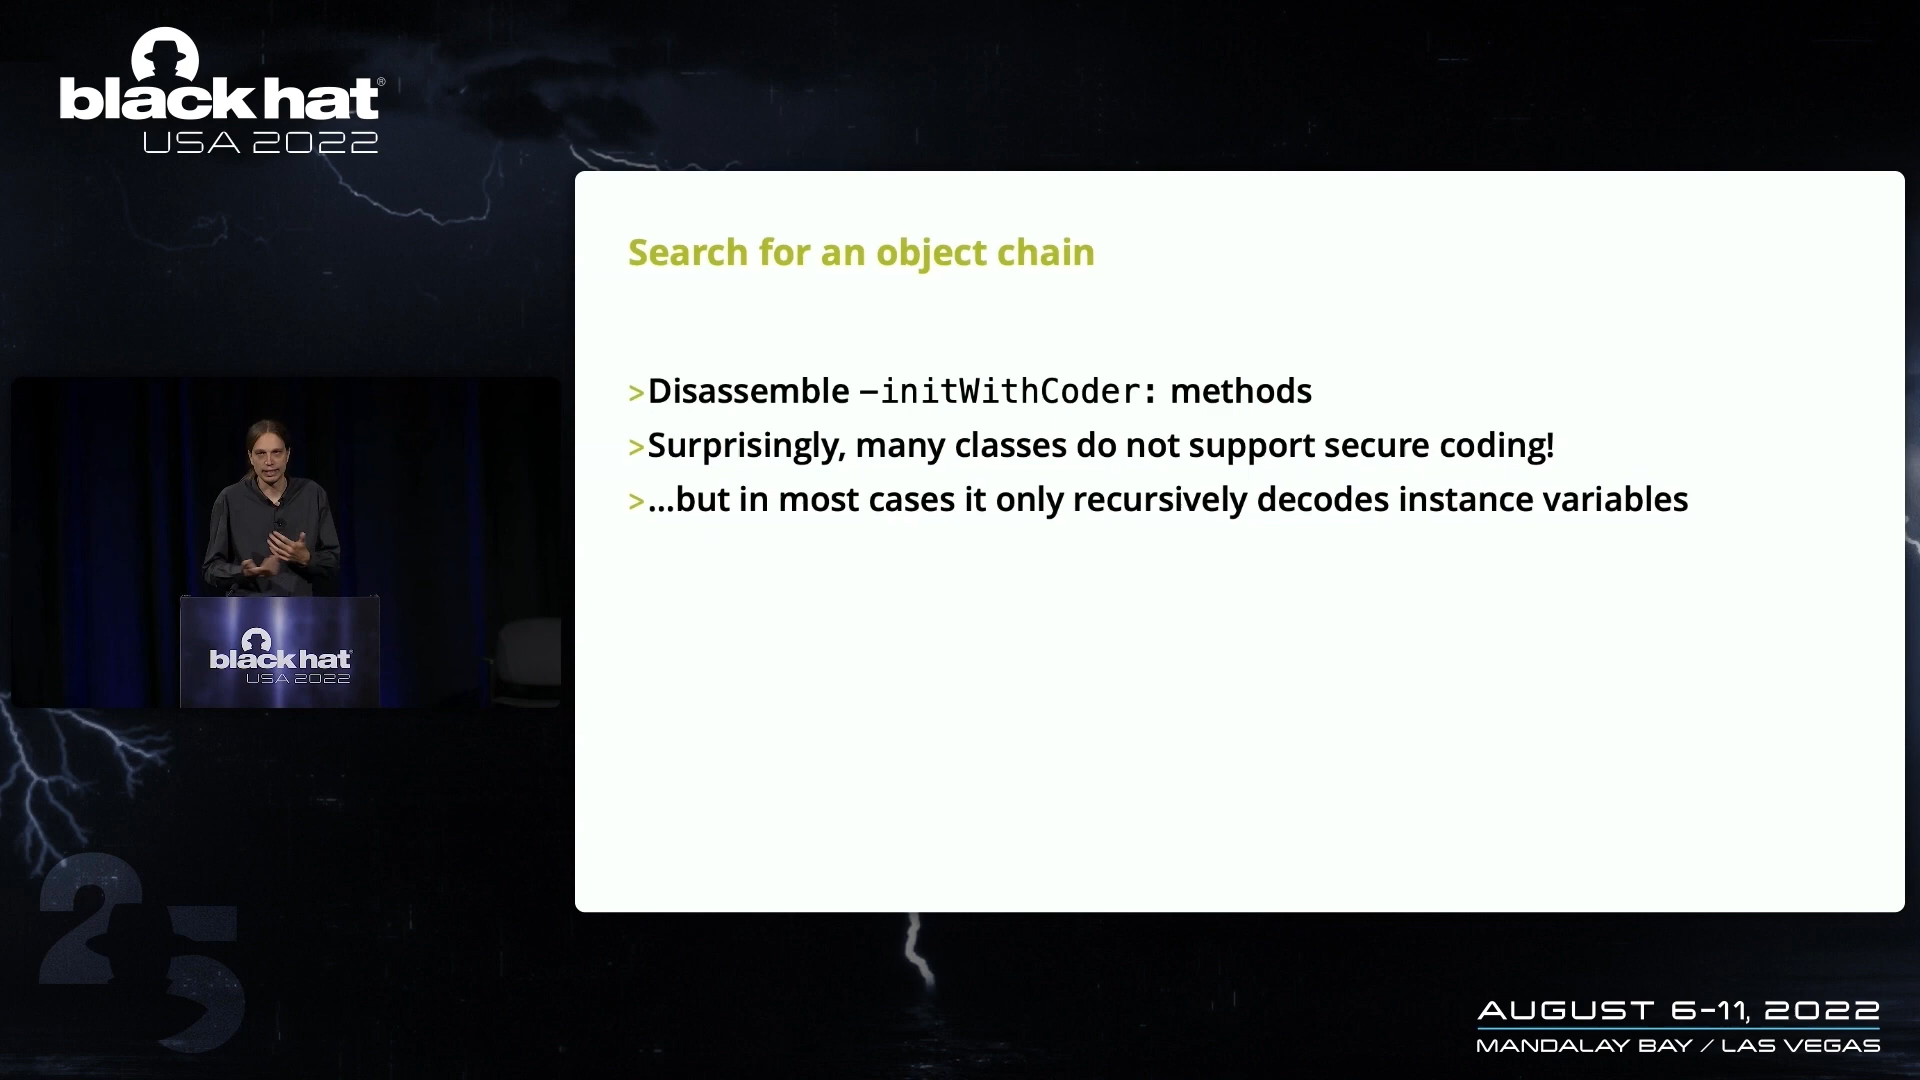 black hat®
USA 2022
Search for an object chain
>Disassemble –initWithCoder: methods
>Surprisingly, many classes do not support secure coding!
>…but in most cases it only recursively decodes instance variables
black hat®
USA 2022
25
AUGUST 6-11, 2022
MANDALAY BAY / LAS VEGAS